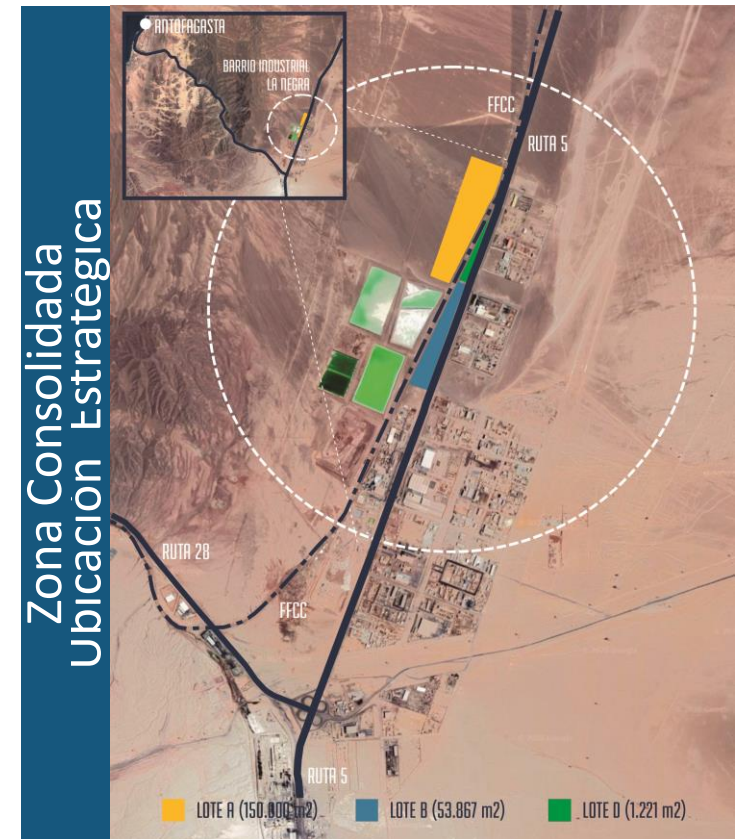 Zona Consolidada
Ubicación Estratégica
ANTOFAGASTA
BARRIO INDUSTRIAL
LA NEGRA
FFCC
RUTA 5
RUTA 28
FFCC
RUTA 5
LOTE A (150.800 m2)
LOTE B (53.867 m2)
LOTE D (1.221 m2)